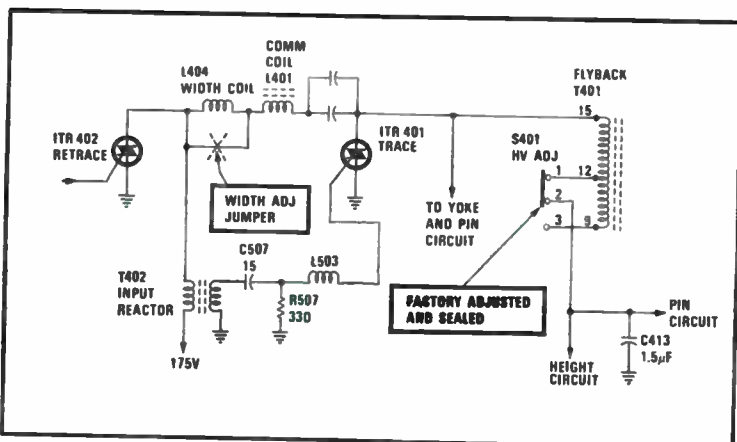 COMM
COIL
L401
L404
WIDTH COIL
FLYBACK
T401
15
ITR 402
RETRACE
ITR 401
TRACE
S401
HV ADJ
1
12
2
3
9
WIDTH ADJ
JUMPER
TO YOKE
AND PIN
CIRCUIT
C507
15
L503
T402
INPUT
REACTOR
R507
330
FACTORY ADJUSTED
AND SEALED
PIN
CIRCUIT
C413
1.5µF
175V
HEIGHT
CIRCUIT